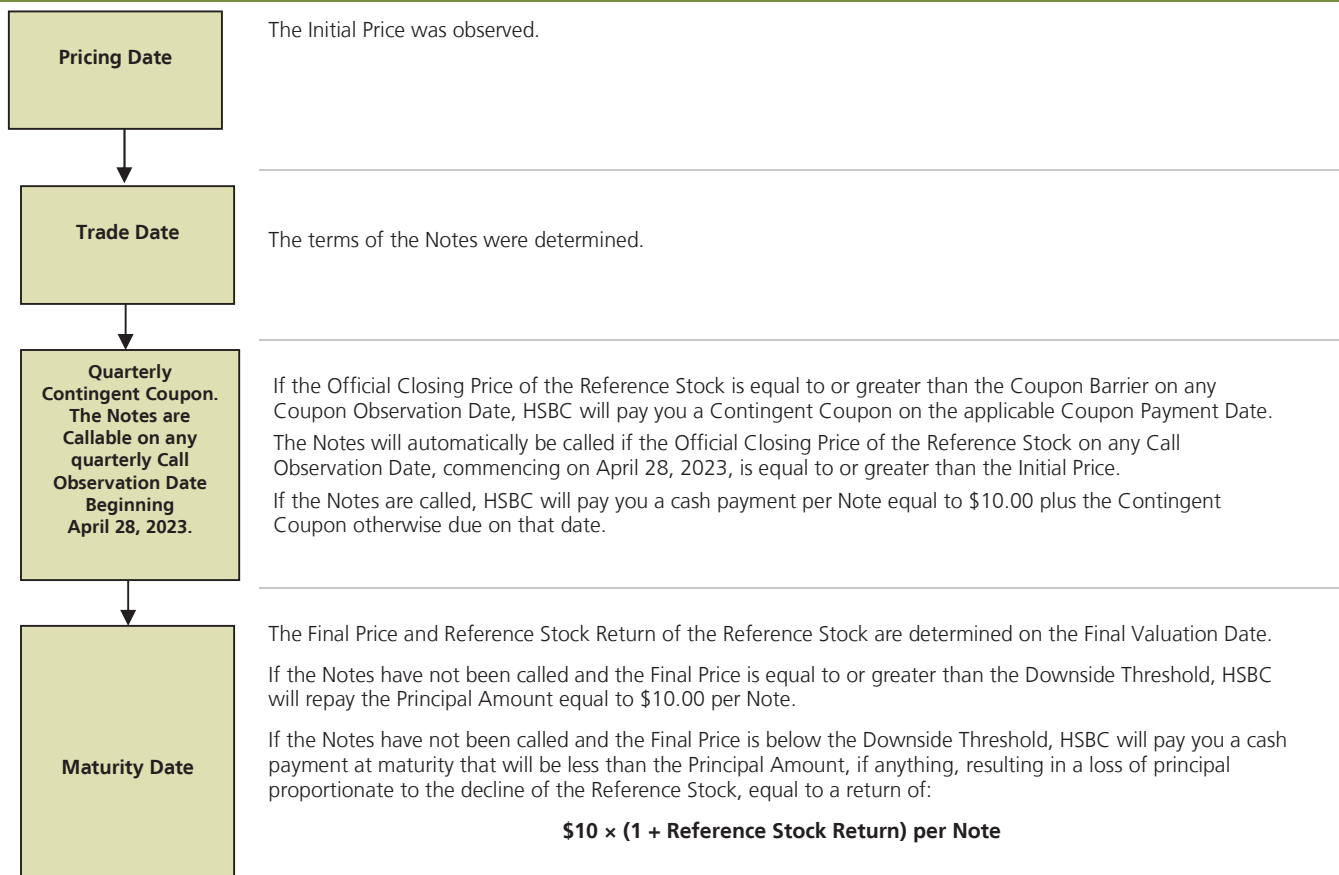 Pricing Date
The Initial Price was observed.
Trade Date
The terms of the Notes were determined.
Quarterly
Contingent Coupon.
The Notes are
Callable on any
quarterly Call
Observation Date
Beginning
April 28, 2023.
If the Official Closing Price of the Reference Stock is equal to or greater than the Coupon Barrier on any
Coupon Observation Date, HSBC will pay you a Contingent Coupon on the applicable Coupon Payment Date.
The Notes will automatically be called if the Official Closing Price of the Reference Stock on any Call
Observation Date, commencing on April 28, 2023, is equal to or greater than the Initial Price.
If the Notes are called, HSBC will pay you a cash payment per Note equal to $10.00 plus the Contingent
Coupon otherwise due on that date.
Maturity Date
The Final Price and Reference Stock Return of the Reference Stock are determined on the Final Valuation Date.
If the Notes have not been called and the Final Price is equal to or greater than the Downside Threshold, HSBC
will repay the Principal Amount equal to $10.00 per Note.
If the Notes have not been called and the Final Price is below the Downside Threshold, HSBC will pay you a cash
payment at maturity that will be less than the Principal Amount, if anything, resulting in a loss of principal
proportionate to the decline of the Reference Stock, equal to a return of:
$10 × (1 + Reference Stock Return) per Note